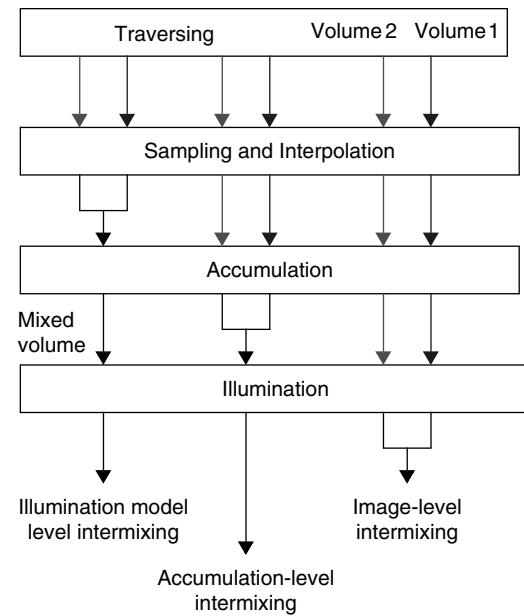 Traversing Volume 2 Volume 1
Sampling and Interpolation
Accumulation
Mixed
volume
Illumination
Illumination model
level intermixing
Image-level
intermixing
Accumulation-level
intermixing